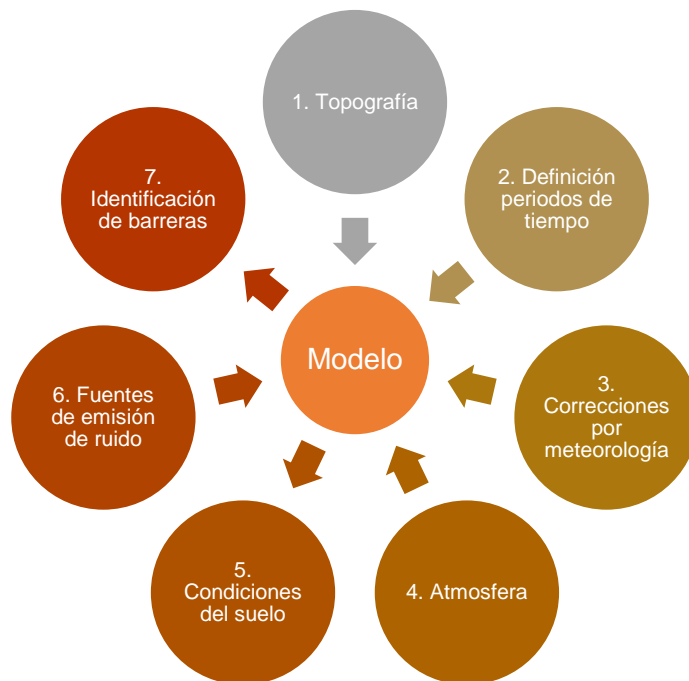 1. Topografía
2. Definición
periodos de
tiempo
3.
Correcciones
por
meteorología
4. Atmosfera
5.
Condiciones
del suelo
6. Fuentes
de emisión
de ruido
7.
Identificación
de barreras
Modelo